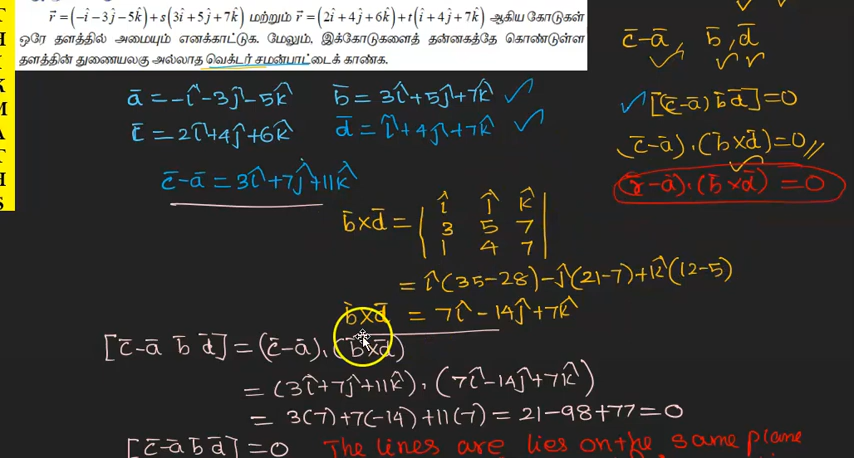 T
H
I
K
M
A
T
H
S
r⃗ = (−î −3ĵ −5k̂) + s(3î +5ĵ +7k̂) மற்றும் r⃗ = (2î +4ĵ +6k̂) + t(î +4ĵ +7k̂) ஆகிய கோடுகள்
ஒரே தளத்தில் அமையும் எனக்காட்டுக. மேலும், இக்கோடுகளைத் தன்னகத்தே கொண்டுள்ள
தளத்தின் துணையலகு அல்லாத வெக்டர் சமன்பாட்டைக் காண்க.
a̅ = −î−3ĵ−5k̂ b̅ = 3î+5ĵ+7k̂ ✓
c̅ = 2î+4ĵ+6k̂ d̅ = î+4ĵ+7k̂ ✓
c̅−a̅ = 3î+7ĵ+11k̂
b̅×d̅ = | î ĵ k̂ |
| 3 5 7 |
| 1 4 7 |
= î(35−28)−ĵ(21−7)+k̂(12−5)
b̅×d̅ = 7î−14ĵ+7k̂
[c̅−a̅ b̅ d̅] = (c̅−a̅).(b̅×d̅)
= (3î+7ĵ+11k̂).(7î−14ĵ+7k̂)
= 3(7)+7(−14)+11(7) = 21−98+77=0
[c̅−a̅ b̅ d̅]=0 The lines are lies on the same plane
c̅−a̅, b̅, d̅
✓ ✓ ✓
✓[(c̅−a̅) b̅ d̅]=0
(c̅−a̅).(b̅×d̅)=0//
(r̅−a̅).(b̅×d̅)=0